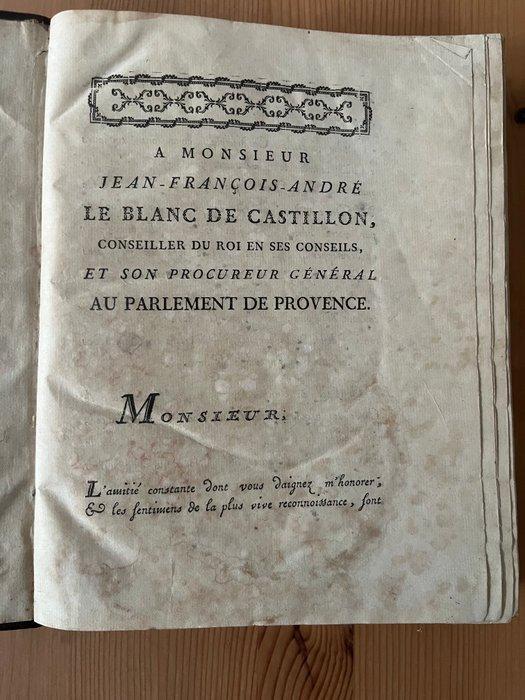 A MONSIEUR
JEAN-FRANÇOIS-ANDRÉ
LE BLANC DE CASTILLON,
CONSEILLER DU ROI EN SES CONSEILS,
ET SON PROCUREUR GÉNÉRAL
AU PARLEMENT DE PROVENCE.
MONSIEUR,
L'amitié constante dont vous daignez m'honorer,
& les sentimens de la plus vive reconnoissance, sont